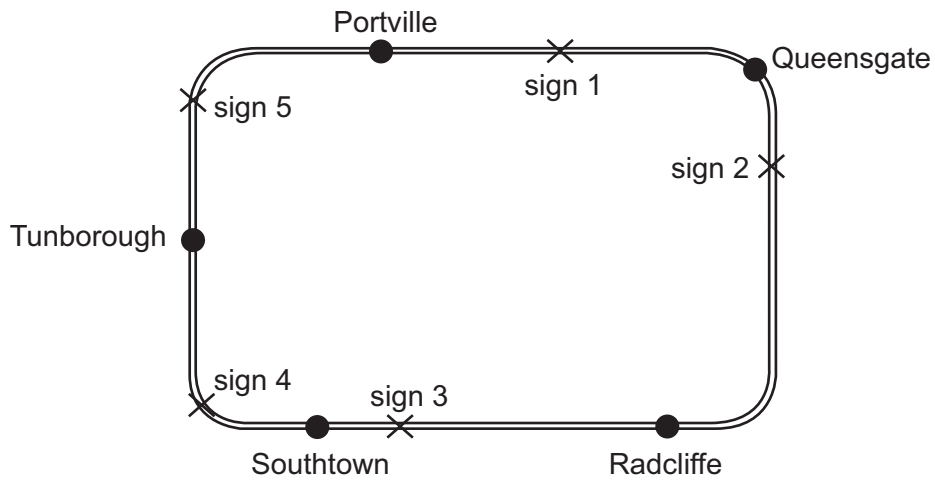 Portville
Queensgate
sign 1
sign 5
sign 2
Tunborough
sign 4
sign 3
Southtown
Radcliffe